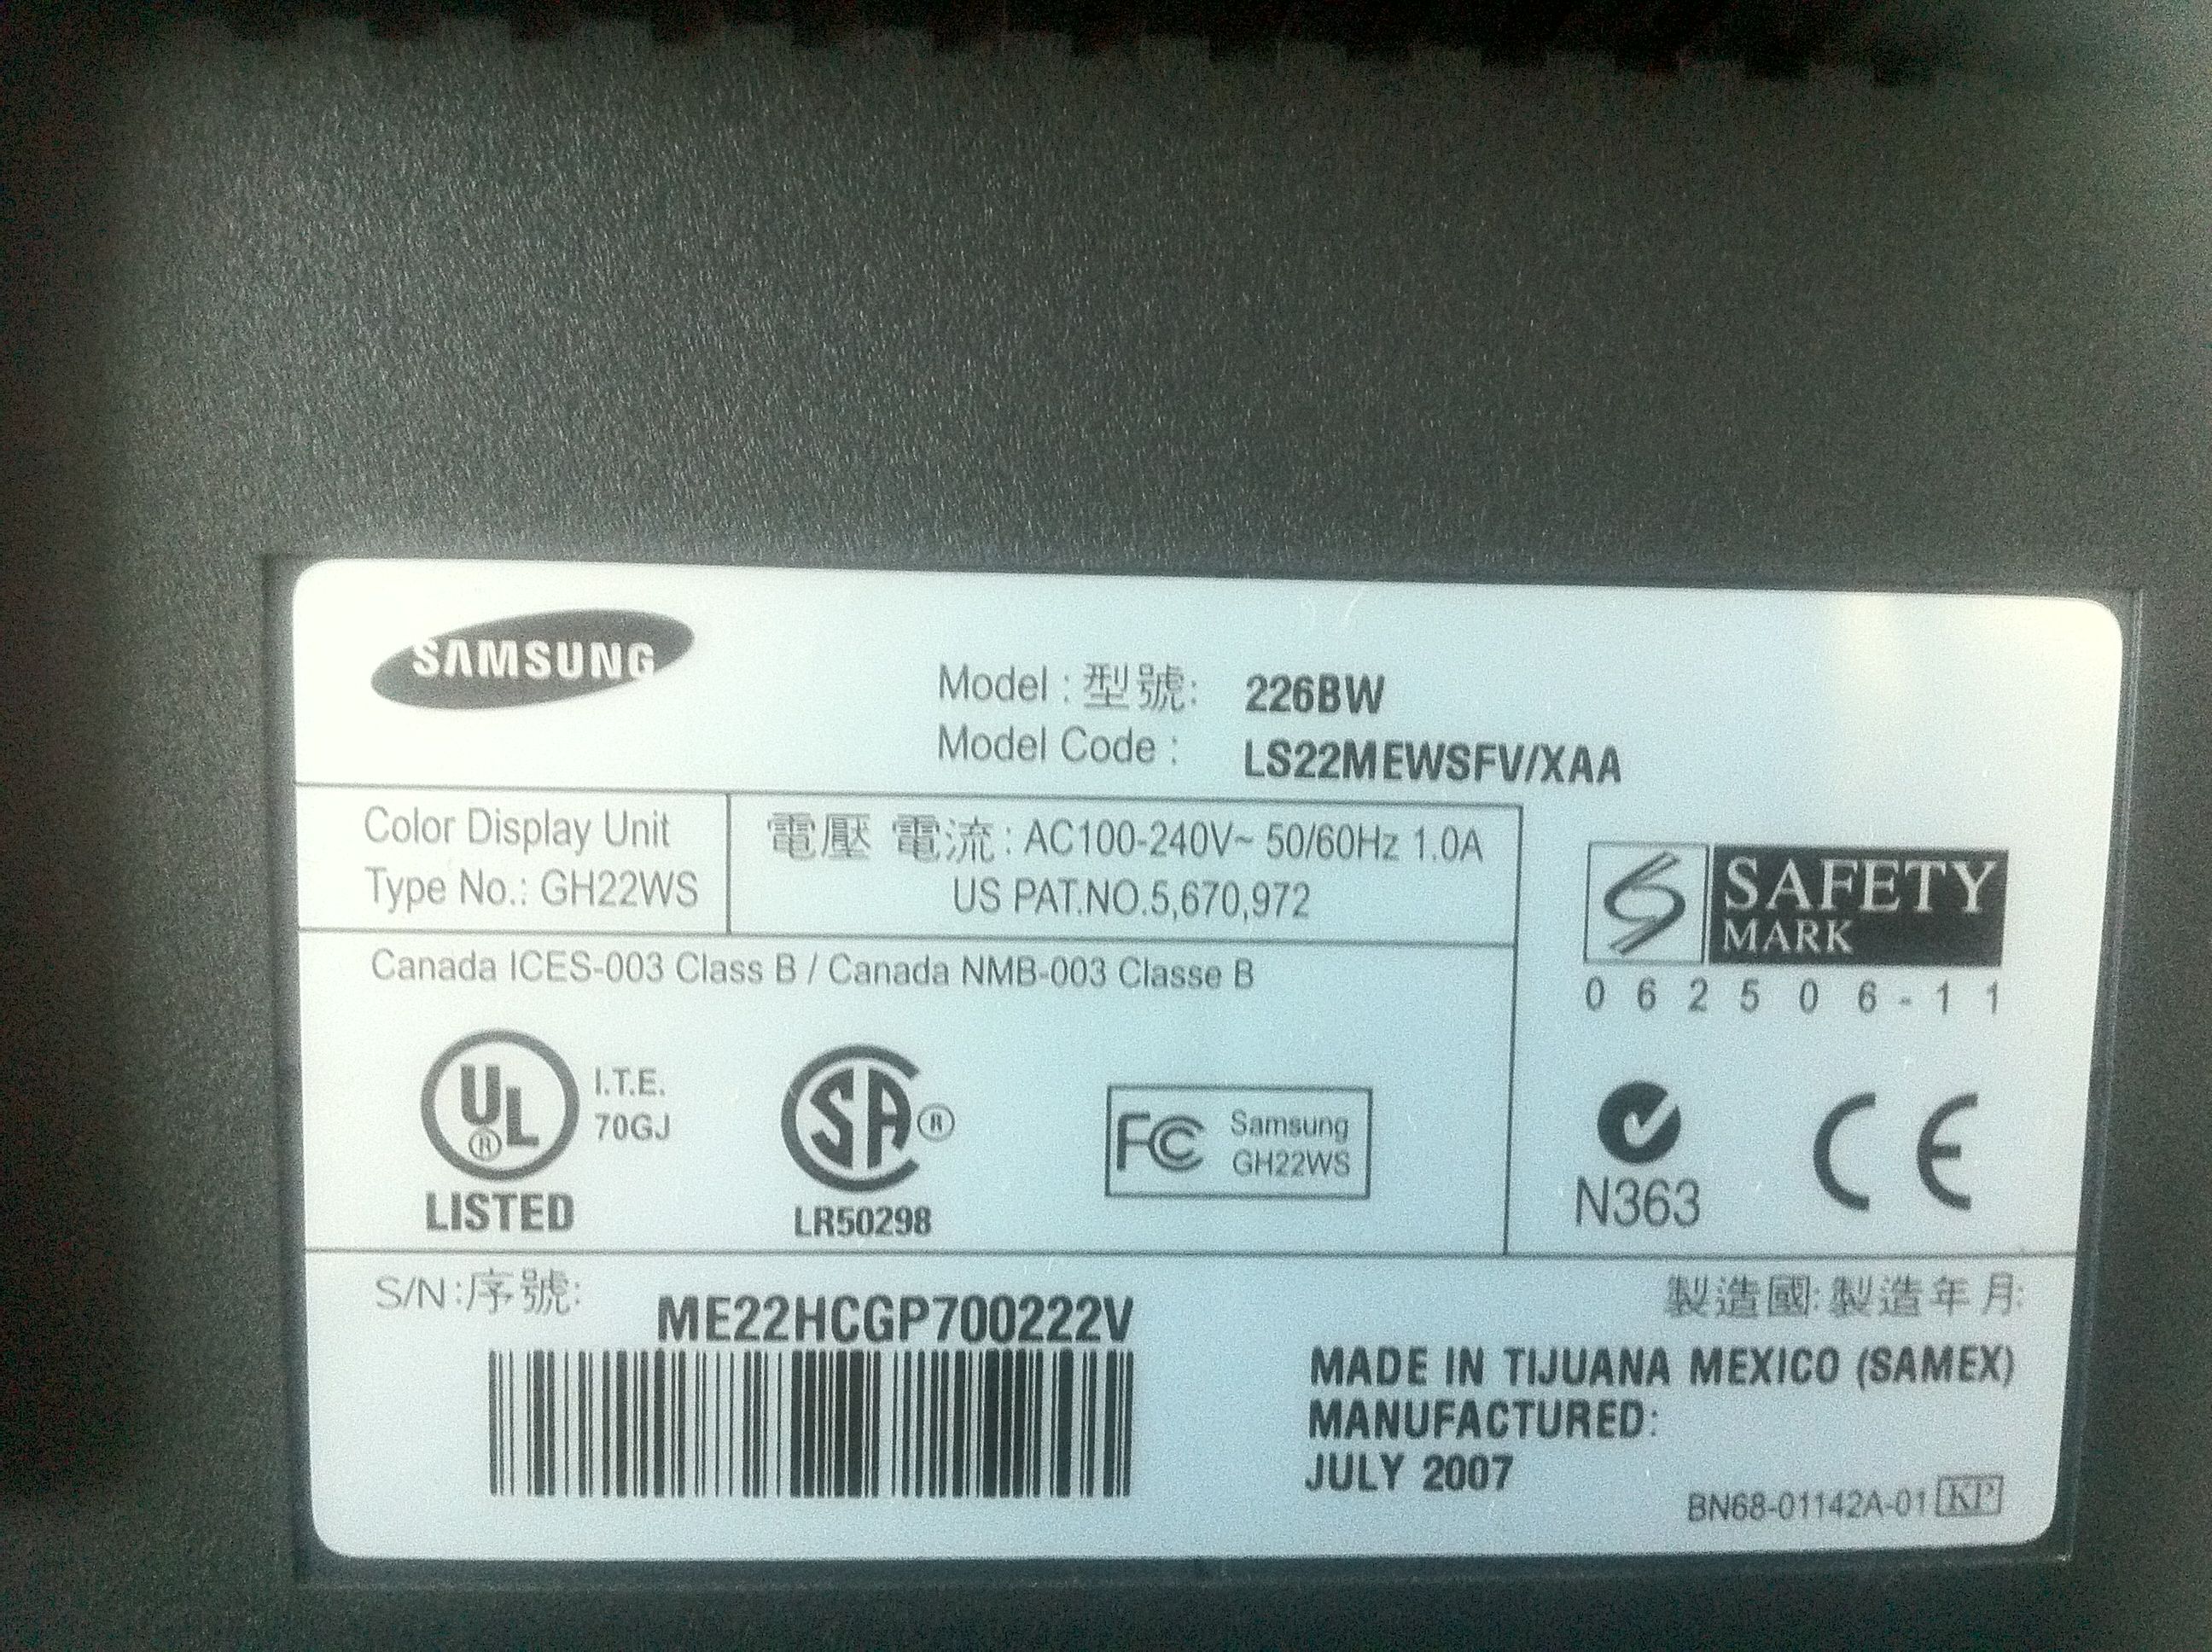 SAMSUNG
Model : 型號: 226BW
Model Code : LS22MEWSFV/XAA
Color Display Unit
Type No.: GH22WS
電壓 電流 : AC100-240V~ 50/60Hz 1.0A
US PAT.NO.5,670,972
SAFETY
MARK
062506-11
Canada ICES-003 Class B / Canada NMB-003 Classe B
UL ®
I.T.E.
70GJ
LISTED
SA ®
LR50298
FC
Samsung
GH22WS
N363
CE
S/N :序號:
ME22HCGP700222V
製造國: 製造年月:
MADE IN TIJUANA MEXICO (SAMEX)
MANUFACTURED:
JULY 2007
BN68-01142A-01 KP